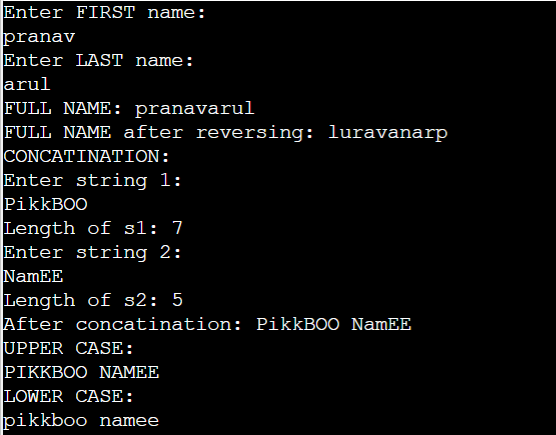 Enter FIRST name:
pranav
Enter LAST name:
arul
FULL NAME: pranavarul
FULL NAME after reversing: luravanarp
CONCATINATION:
Enter string 1:
PikkBOO
Length of s1: 7
Enter string 2:
NamEE
Length of s2: 5
After concatination: PikkBOO NamEE
UPPER CASE:
PIKKBOO NAMEE
LOWER CASE:
pikkboo namee